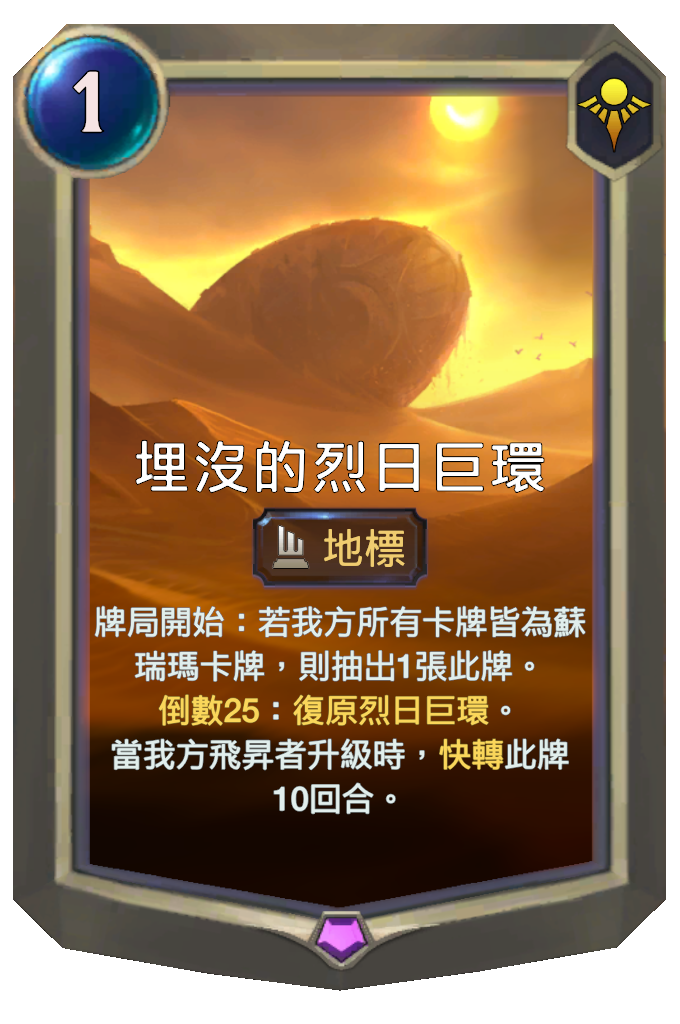 1
埋沒的烈日巨環
地標
牌局開始：若我方所有卡牌皆為蘇
瑞瑪卡牌，則抽出1張此牌。
倒數25：復原烈日巨環。
當我方飛昇者升級時，快轉此牌
10回合。